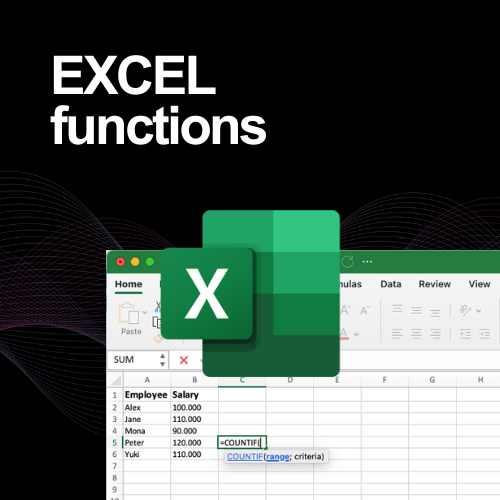 EXCEL
functions
X
Home
mulas Data Review View
Paste
A A
A
SUM
A B C D E F G H
1 Employee Salary
2 Alex 100.000
3 Jane 110.000
4 Mona 90.000
5 Peter 120.000 =COUNTIF(
6 Yuki 110.000
COUNTIF(range; criteria)
7
8
9
10